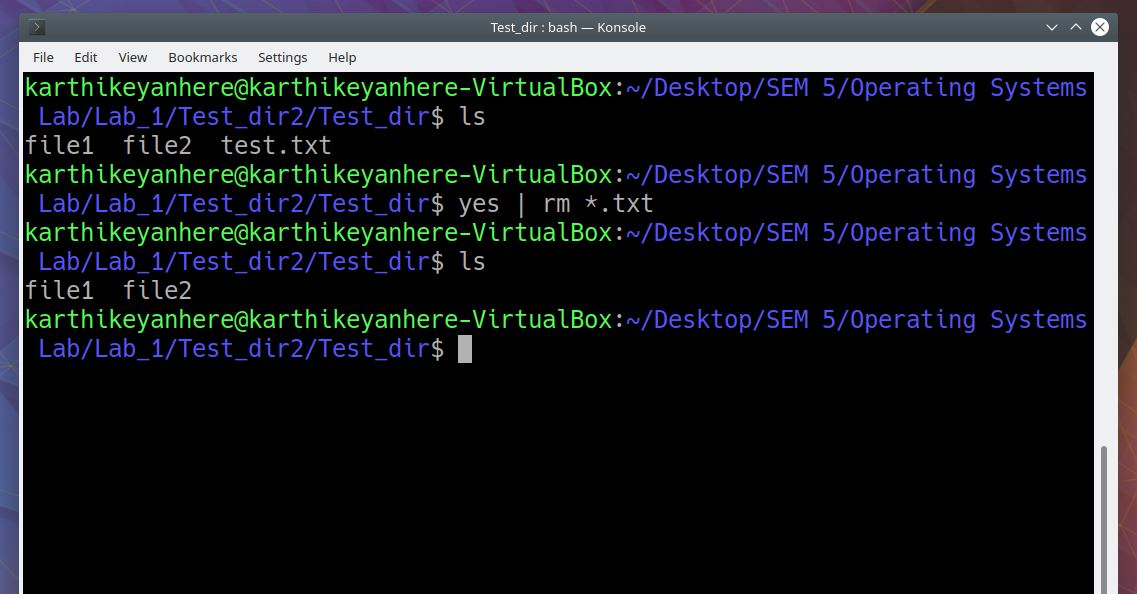 Test_dir : bash — Konsole
File Edit View Bookmarks Settings Help
karthikeyanhere@karthikeyanhere-VirtualBox:~/Desktop/SEM 5/Operating Systems
Lab/Lab_1/Test_dir2/Test_dir$ ls
file1  file2  test.txt
karthikeyanhere@karthikeyanhere-VirtualBox:~/Desktop/SEM 5/Operating Systems
Lab/Lab_1/Test_dir2/Test_dir$ yes | rm *.txt
karthikeyanhere@karthikeyanhere-VirtualBox:~/Desktop/SEM 5/Operating Systems
Lab/Lab_1/Test_dir2/Test_dir$ ls
file1  file2
karthikeyanhere@karthikeyanhere-VirtualBox:~/Desktop/SEM 5/Operating Systems
Lab/Lab_1/Test_dir2/Test_dir$